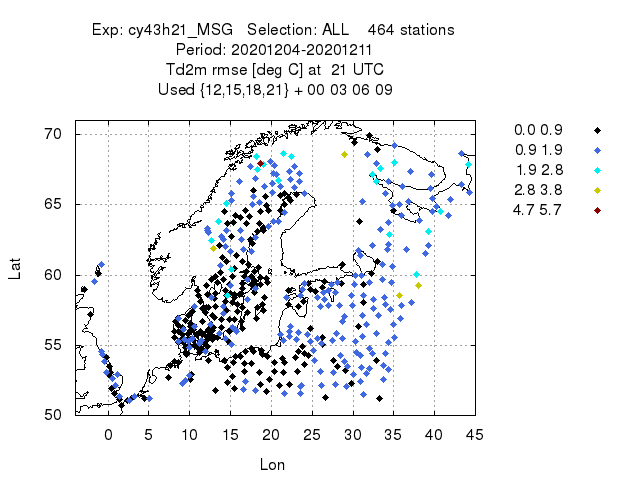 Exp: cy43h21_MSG Selection: ALL 464 stations
Period: 20201204-20201211
Td2m rmse [deg C] at 21 UTC
Used {12,15,18,21} + 00 03 06 09
0.0 0.9
0.9 1.9
1.9 2.8
2.8 3.8
4.7 5.7
70
65
60
55
50
Lat
0 5 10 15 20 25 30 35 40 45
Lon